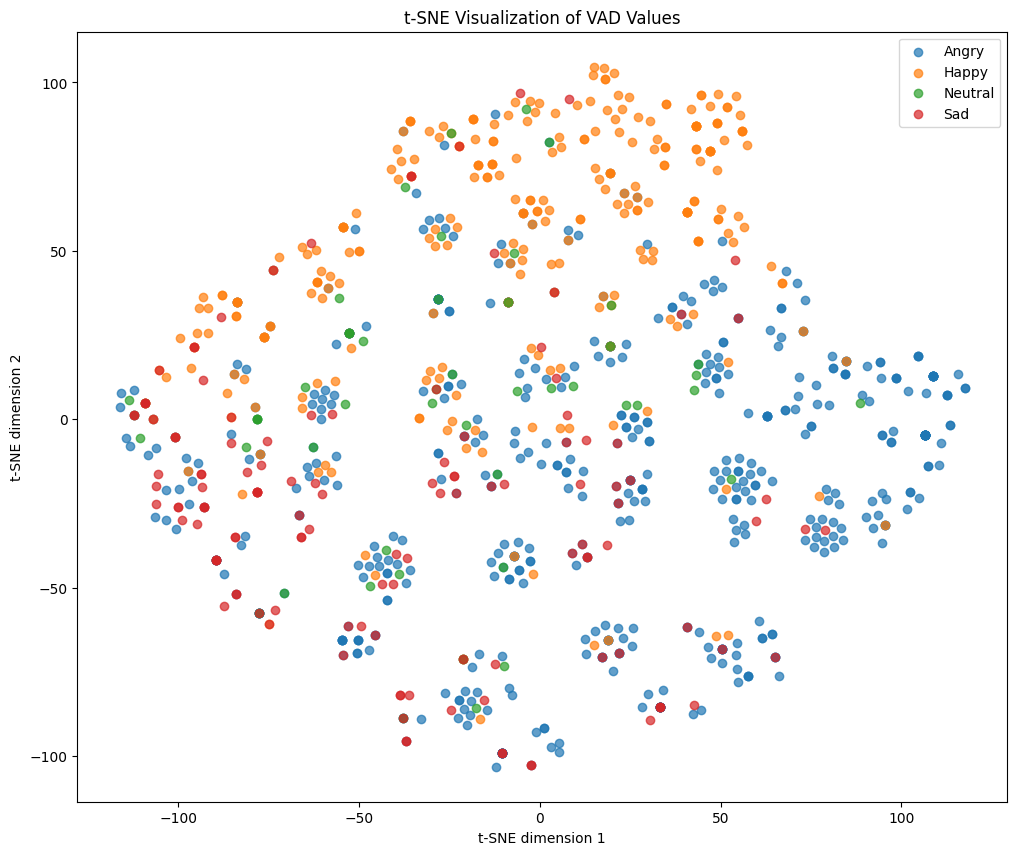 t-SNE Visualization of VAD Values
Angry
Happy
Neutral
Sad
t-SNE dimension 2
100
50
0
−50
−100
−100
−50
0
50
100
t-SNE dimension 1